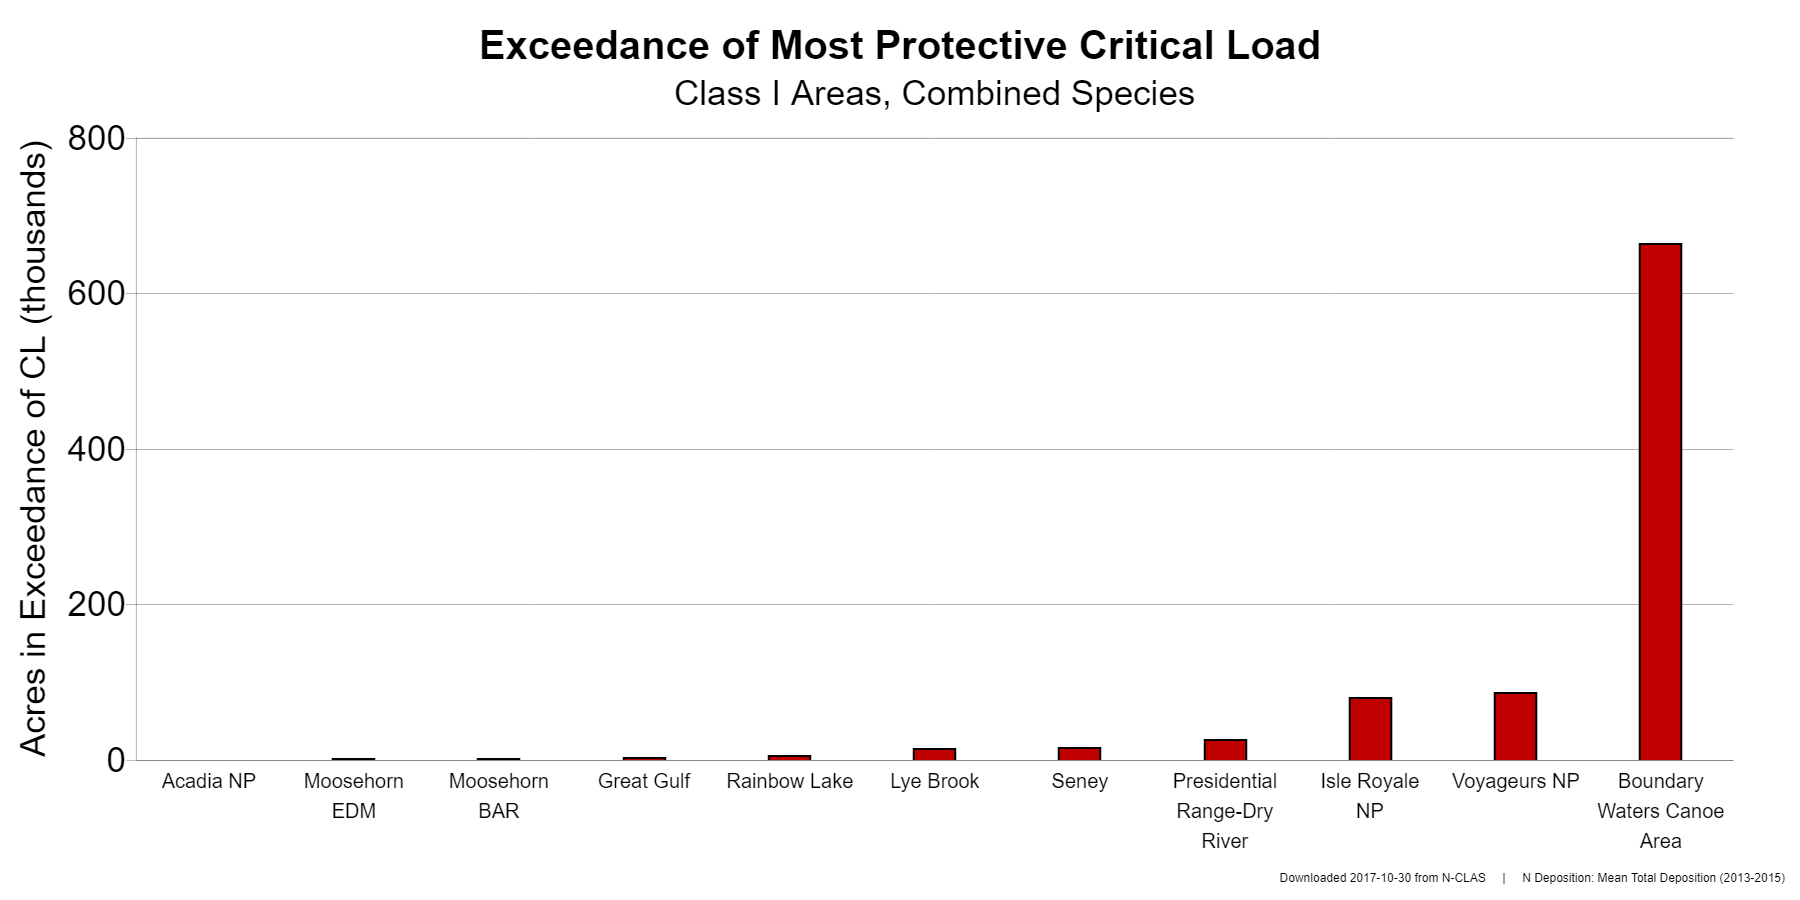 Exceedance of Most Protective Critical Load
Class I Areas, Combined Species
Acres in Exceedance of CL (thousands)
800
600
400
200
0
Acadia NP
Moosehorn
EDM
Moosehorn
BAR
Great Gulf
Rainbow Lake
Lye Brook
Seney
Presidential
Range-Dry
River
Isle Royale
NP
Voyageurs NP
Boundary
Waters Canoe
Area
Downloaded 2017-10-30 from N-CLAS | N Deposition: Mean Total Deposition (2013-2015)